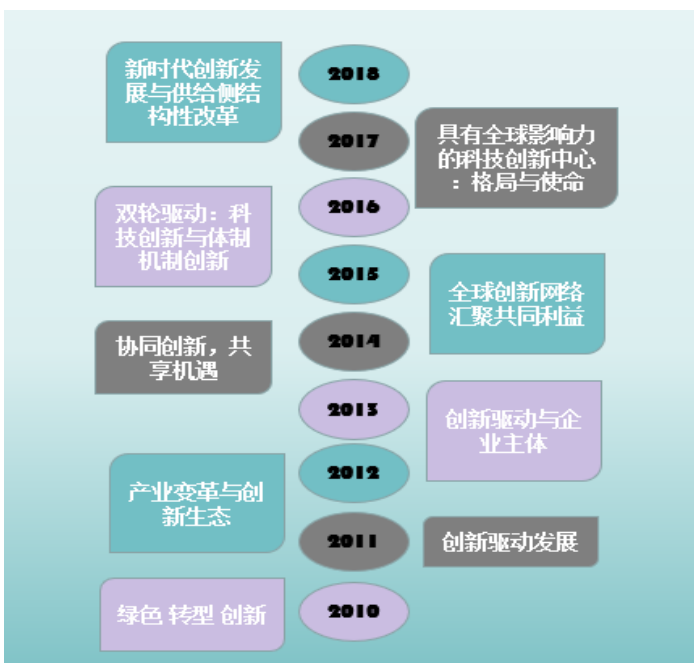 新时代创新发
展与供给侧结
构性改革
2018
2017
具有全球影响力
的科技创新中心
：格局与使命
双轮驱动：科
技创新与体制
机制创新
2016
2015
全球创新网络
汇聚共同利益
协同创新，共
享机遇
2014
2013
创新驱动与企
业主体
产业变革与创
新生态
2012
2011
创新驱动发展
绿色 转型 创新
2010